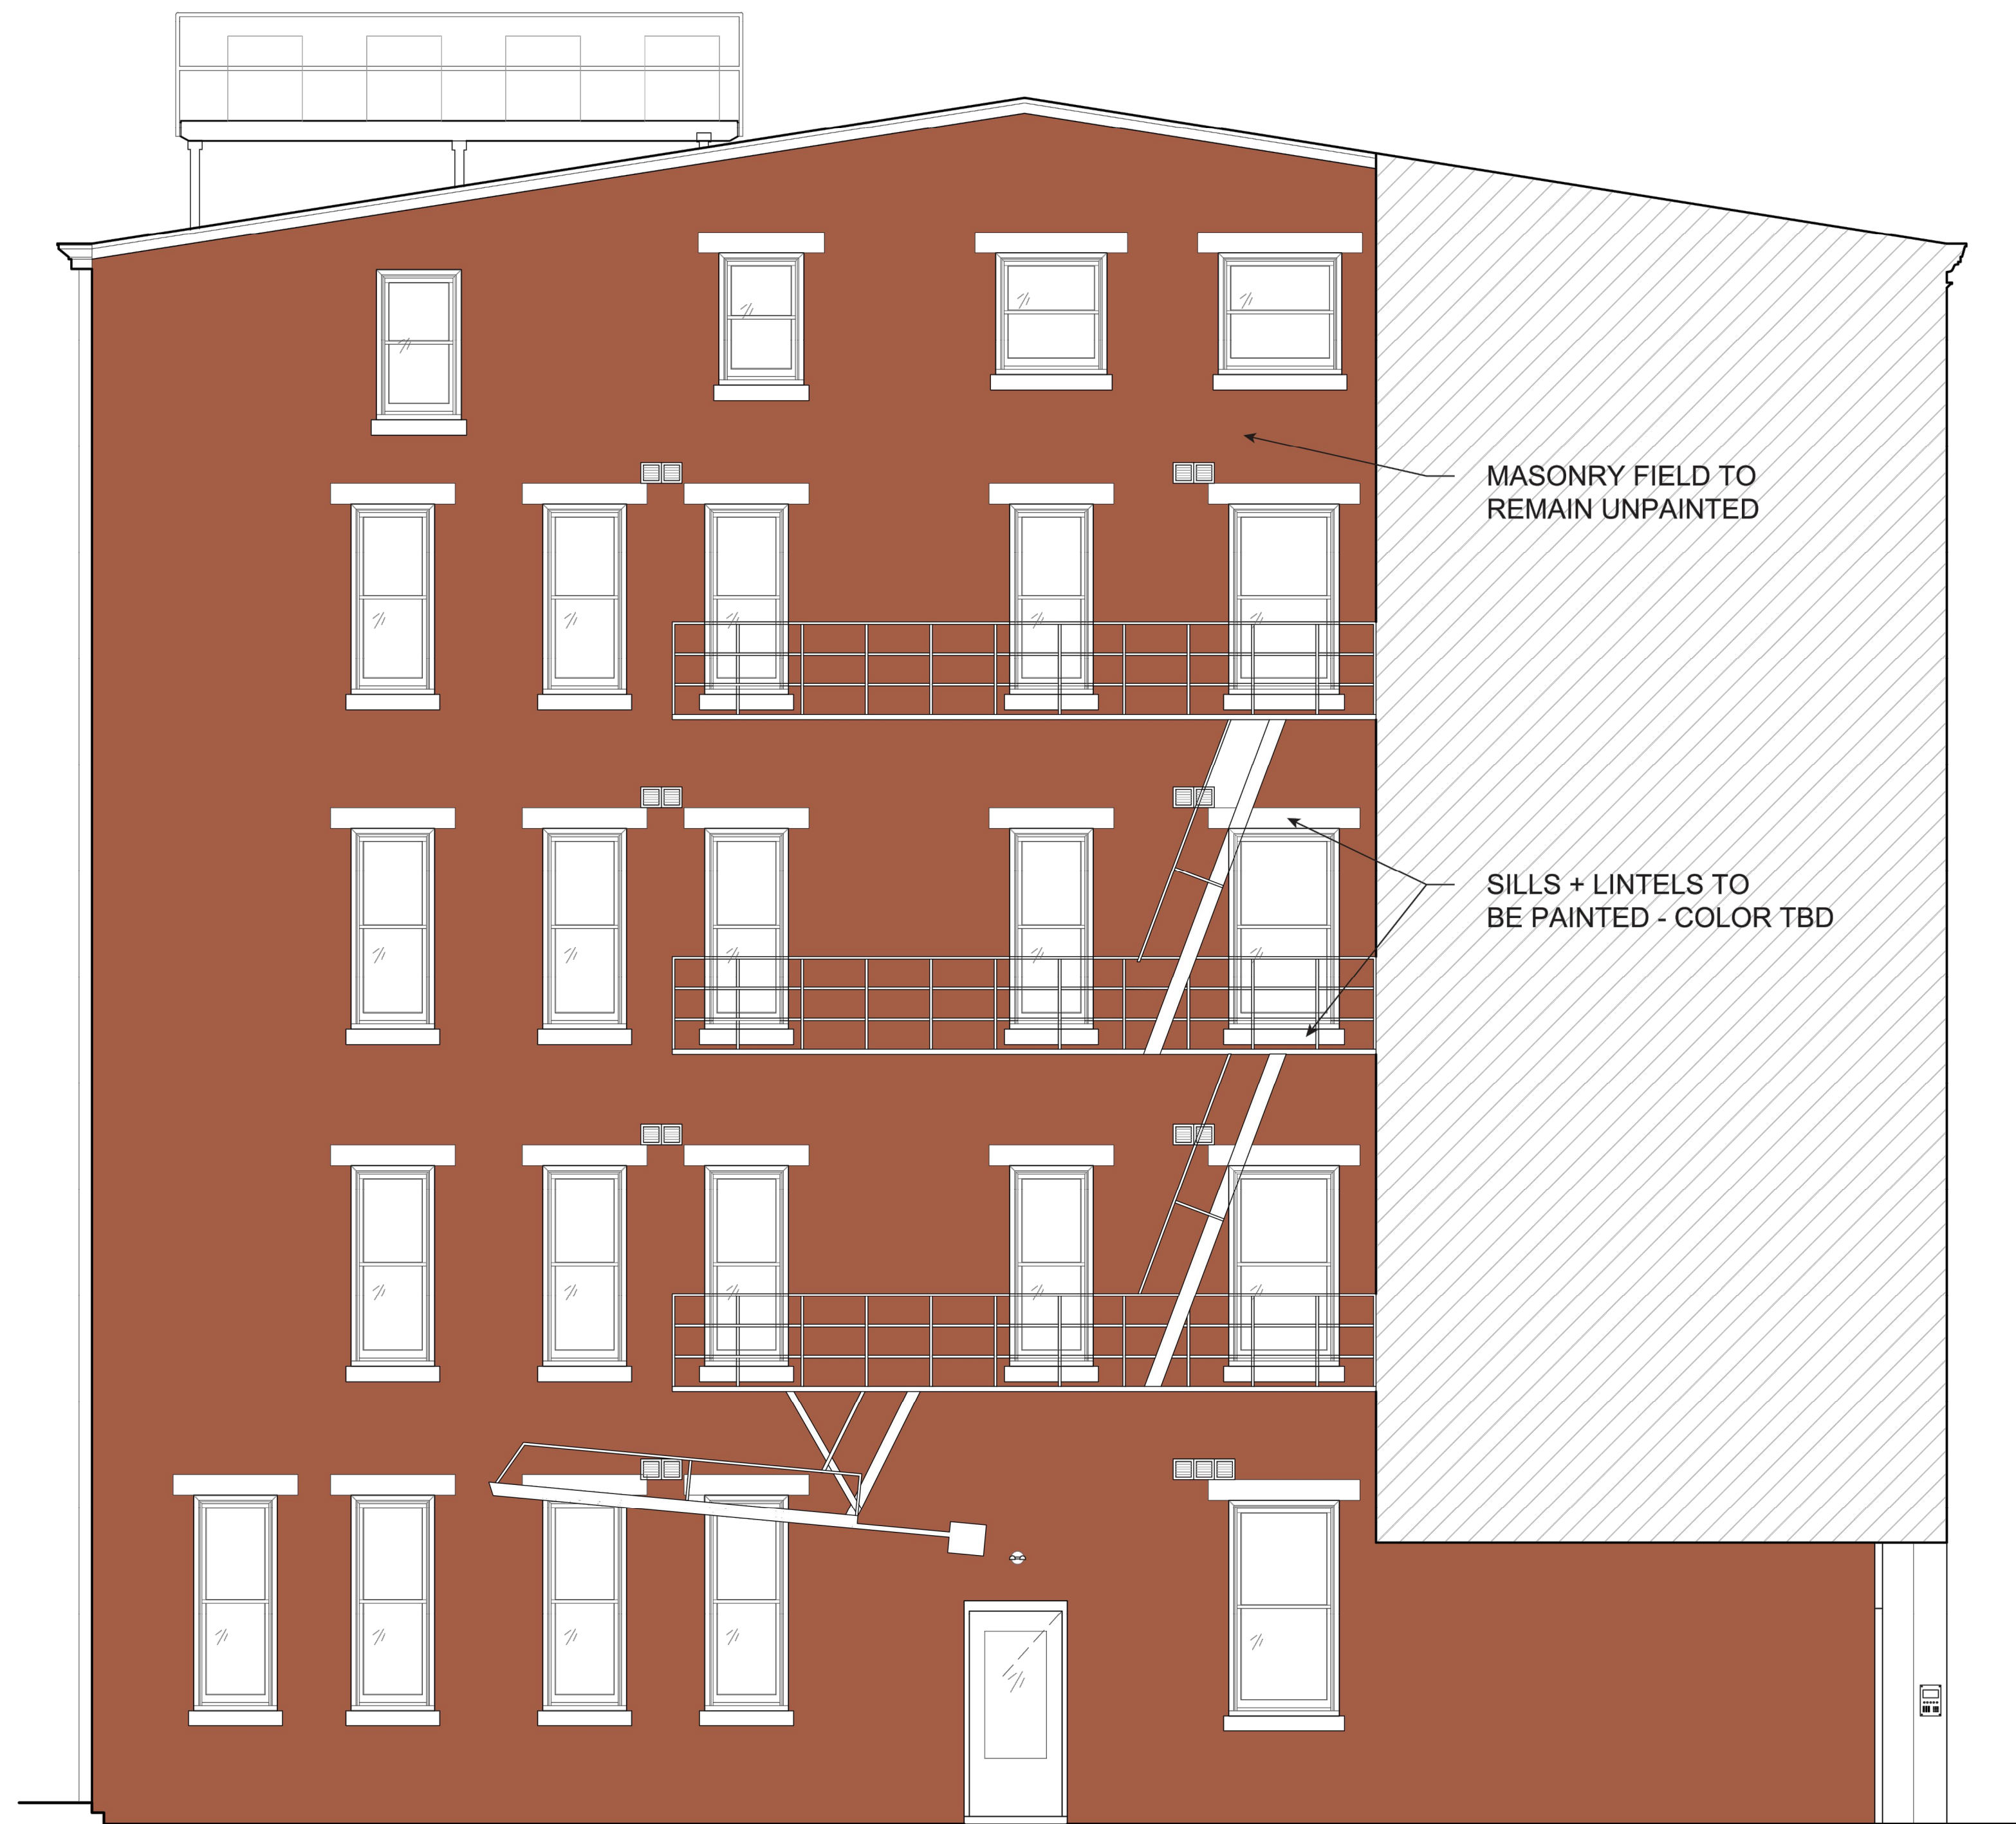 MASONRY FIELD TO
REMAIN UNPAINTED
SILLS + LINTELS TO
BE PAINTED - COLOR TBD